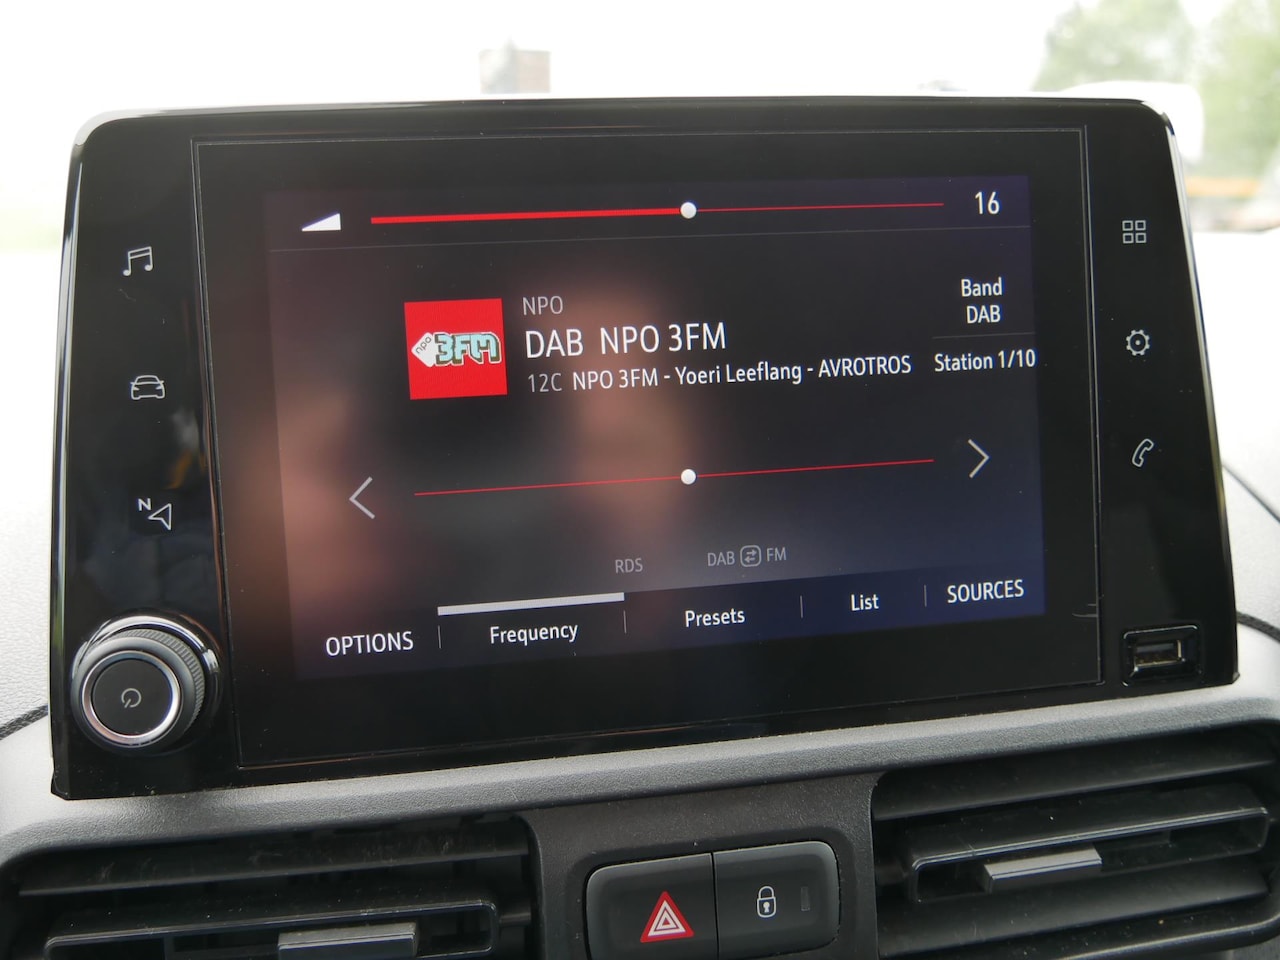 16
NPO
DAB NPO 3FM
12C NPO 3FM - Yoeri Leeflang - AVROTROS
npo
3FM
Band
DAB
Station 1/10
N
RDS
DAB FM
OPTIONS
Frequency
Presets
List
SOURCES